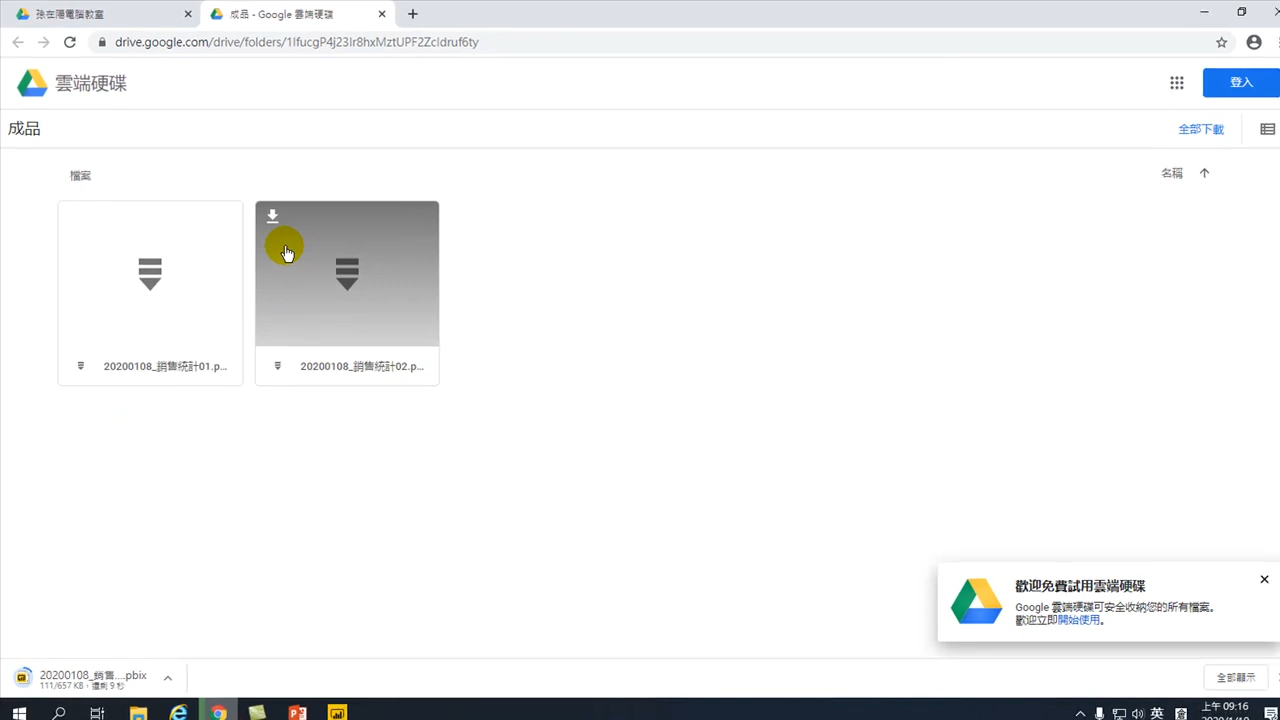 孫在陽電腦教室
成品 - Google 雲端硬碟
drive.google.com/drive/folders/1IfucgP4j23Ir8hxMztUPF2ZcIdruf6ty
雲端硬碟
登入
成品
全部下載
檔案
名稱
20200108_銷售統計01.p...
20200108_銷售統計02.p...
歡迎免費試用雲端硬碟
Google 雲端硬碟可安全收納您的所有檔案。
歡迎立即開始使用。
20200108_銷售....pbix
111/657 KB，還剩 9 秒
全部顯示
英
上午 09:16